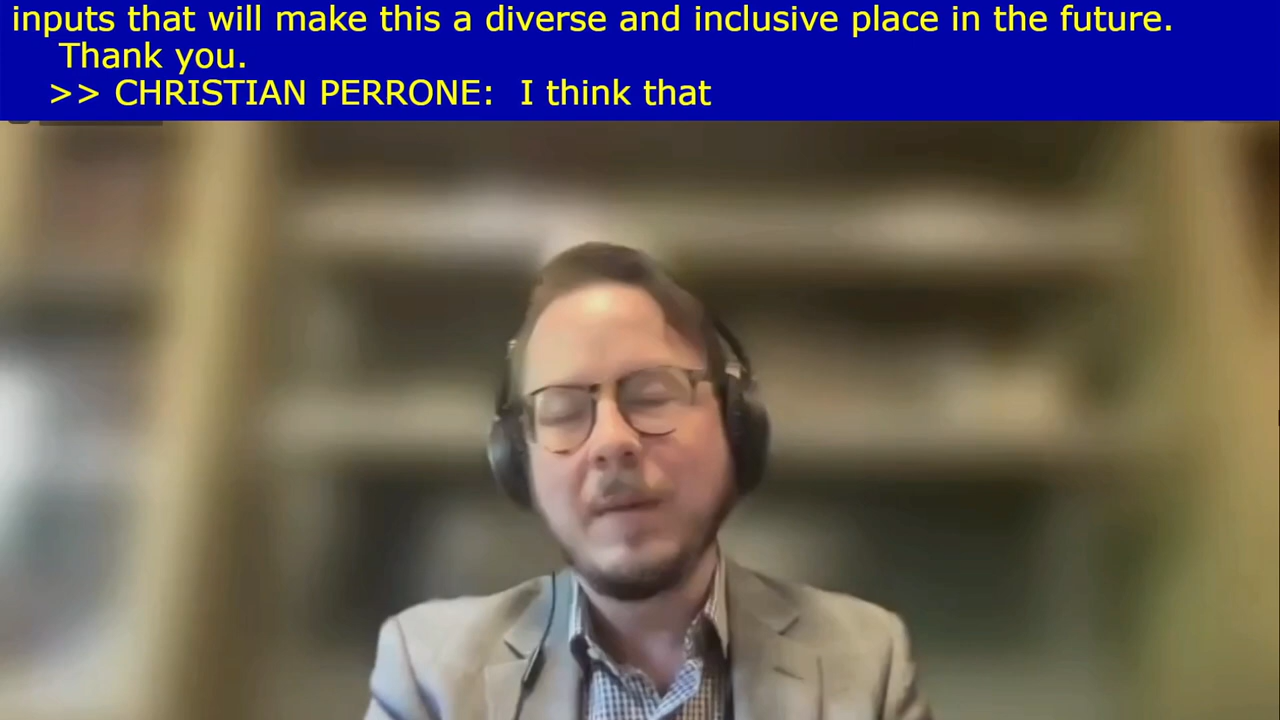 inputs that will make this a diverse and inclusive place in the future.
Thank you.
>> CHRISTIAN PERRONE: I think that